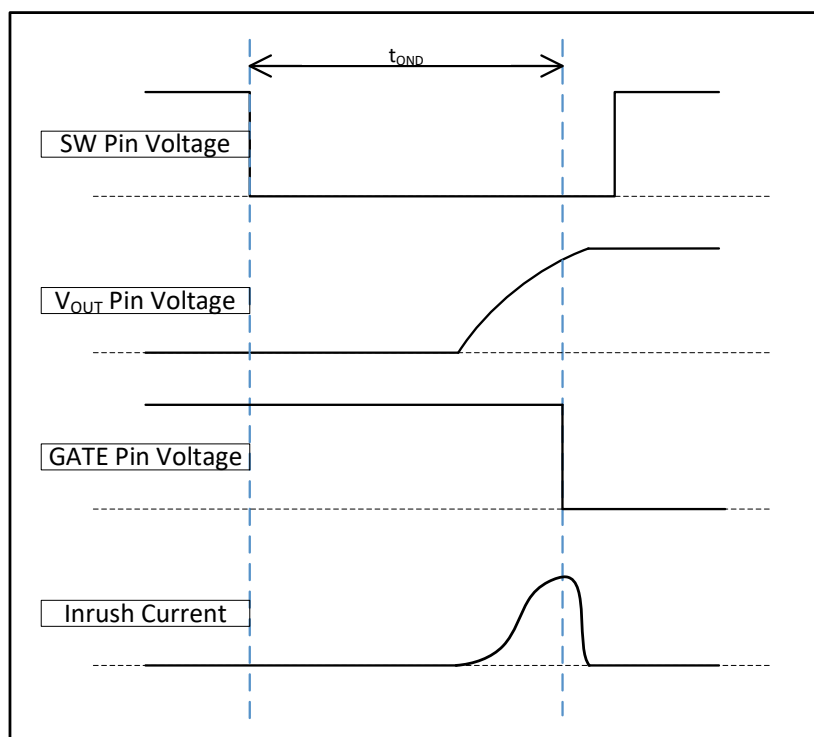 tOND
SW Pin Voltage
VOUT Pin Voltage
GATE Pin Voltage
Inrush Current